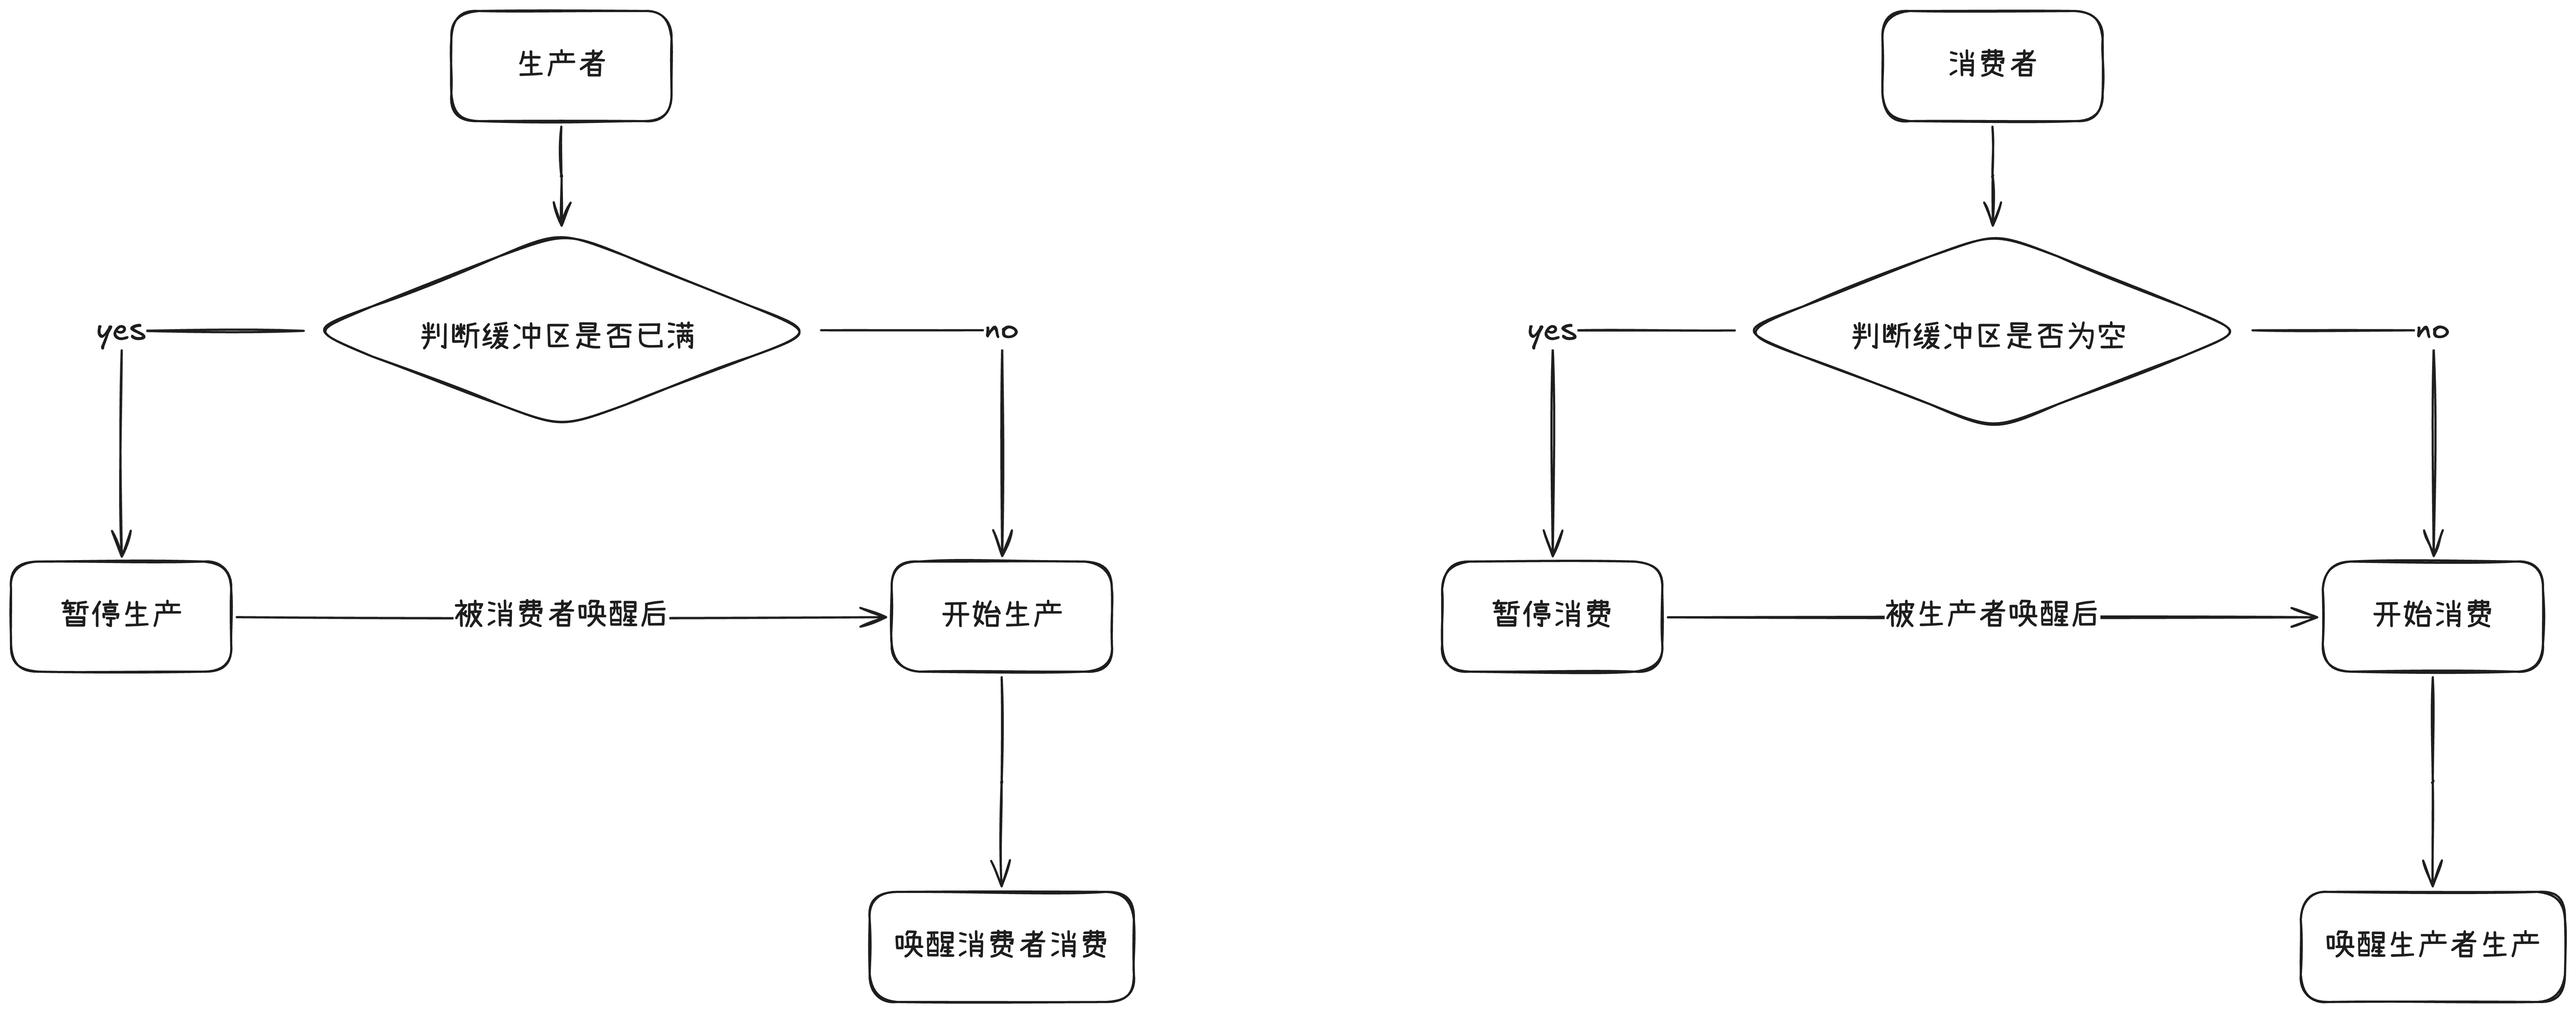 生产者
判断缓冲区是否已满
yes
no
暂停生产
被消费者唤醒后
开始生产
唤醒消费者消费
消费者
判断缓冲区是否为空
yes
no
暂停消费
被生产者唤醒后
开始消费
唤醒生产者生产